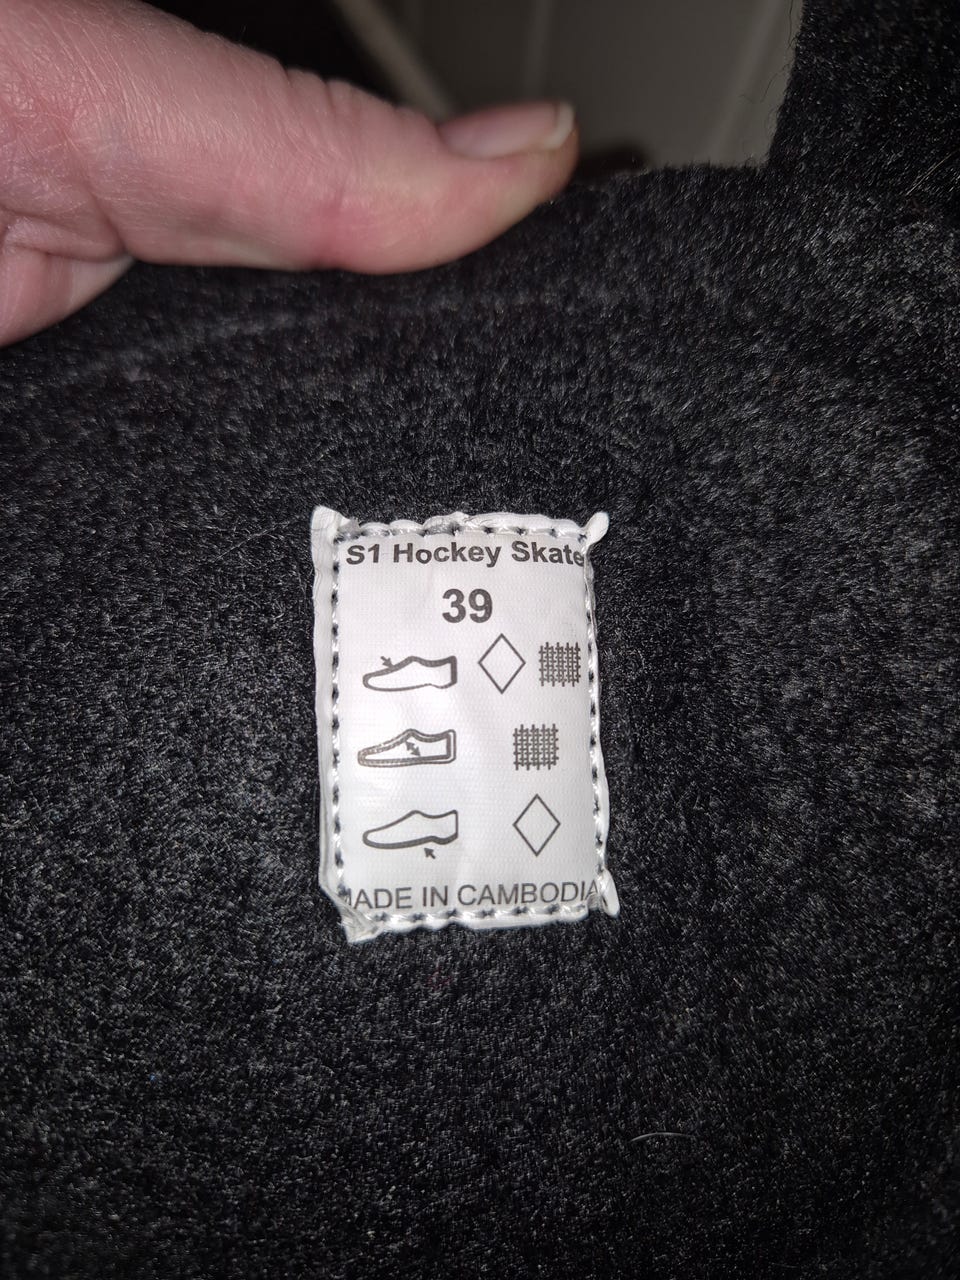 S1 Hockey Skate
39
MADE IN CAMBODIA